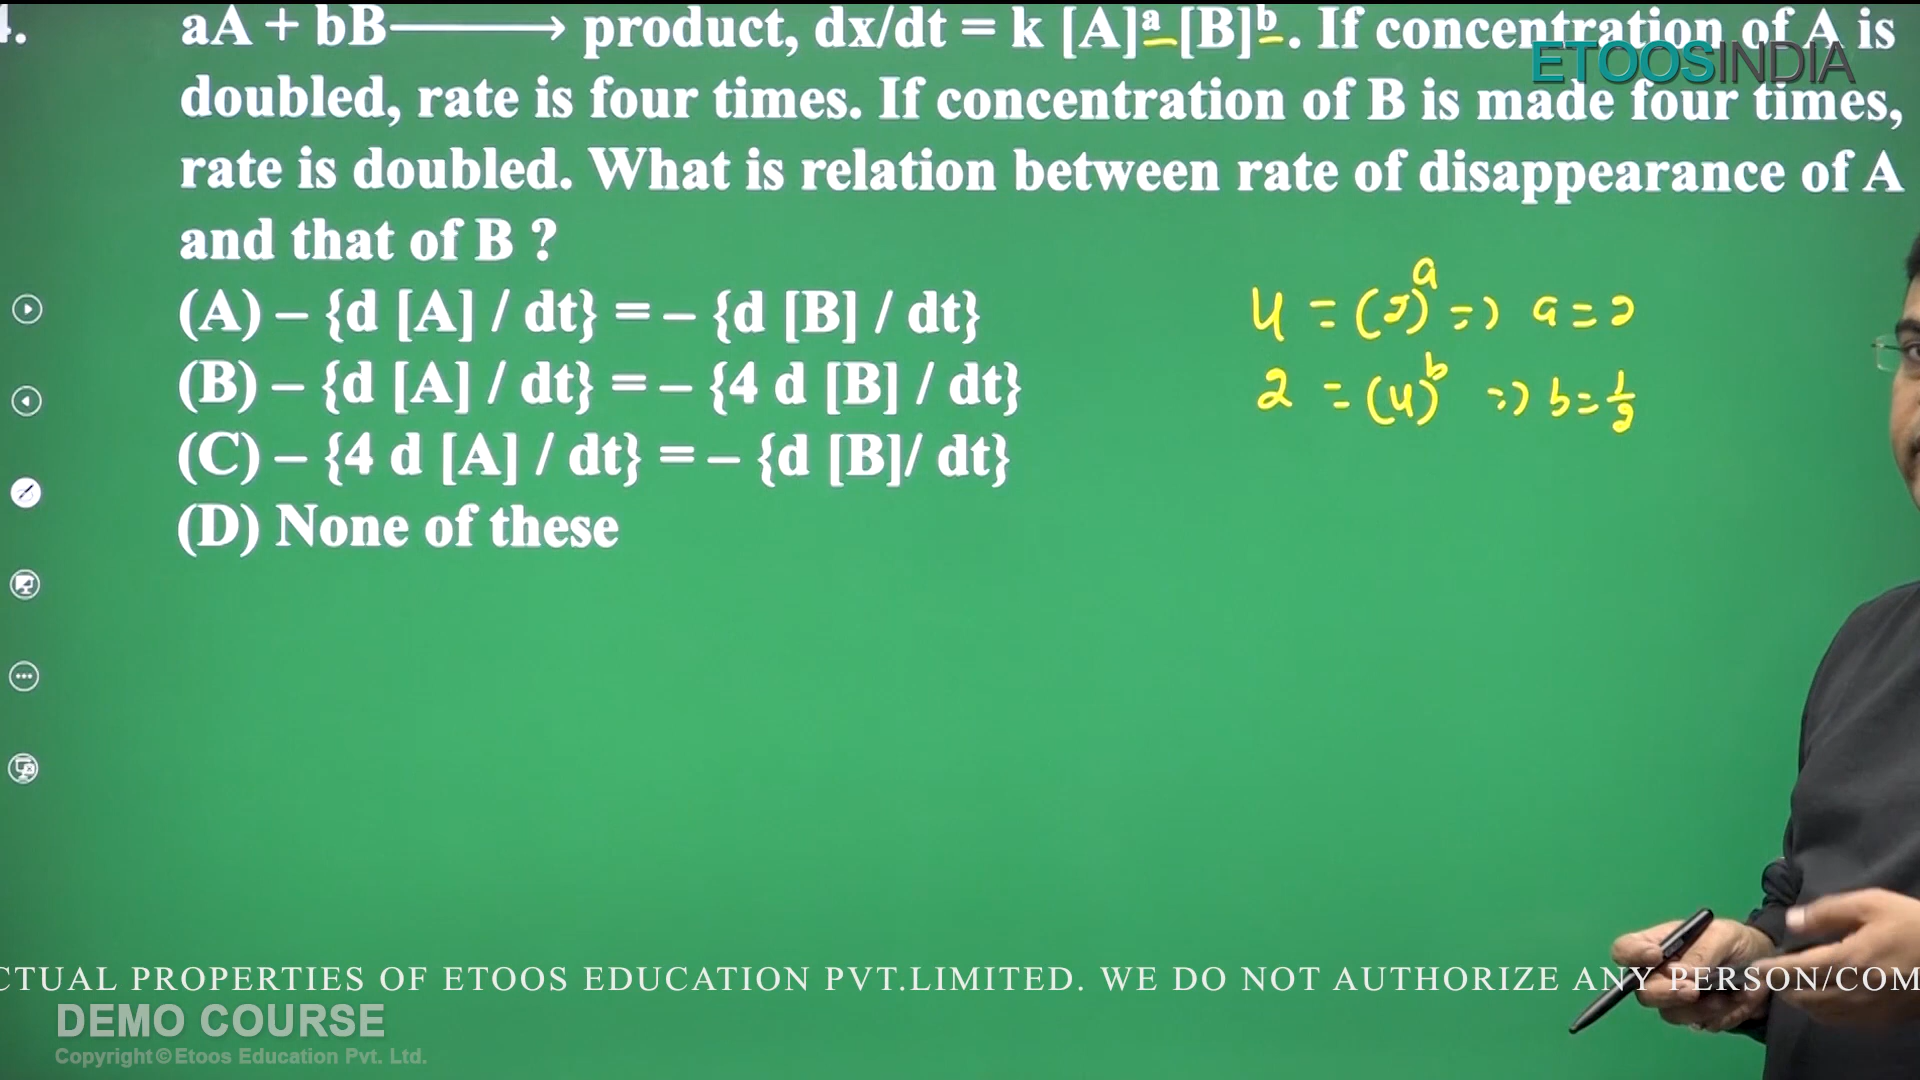 4. aA + bB ⟶ product, dx/dt = k [A]ᵃ [B]ᵇ. If concentration of A is
ETOOSINDIA
doubled, rate is four times. If concentration of B is made four times,
rate is doubled. What is relation between rate of disappearance of A
and that of B ?
(A) – {d [A] / dt} = – {d [B] / dt}
4 = (2)ᵃ => a = 2
(B) – {d [A] / dt} = – {4 d [B] / dt}
2 = (4)ᵇ => b = 1/2
(C) – {4 d [A] / dt} = – {d [B]/ dt}
(D) None of these
CTUAL PROPERTIES OF ETOOS EDUCATION PVT.LIMITED. WE DO NOT AUTHORIZE ANY PERSON/COM
DEMO COURSE
Copyright © Etoos Education Pvt. Ltd.